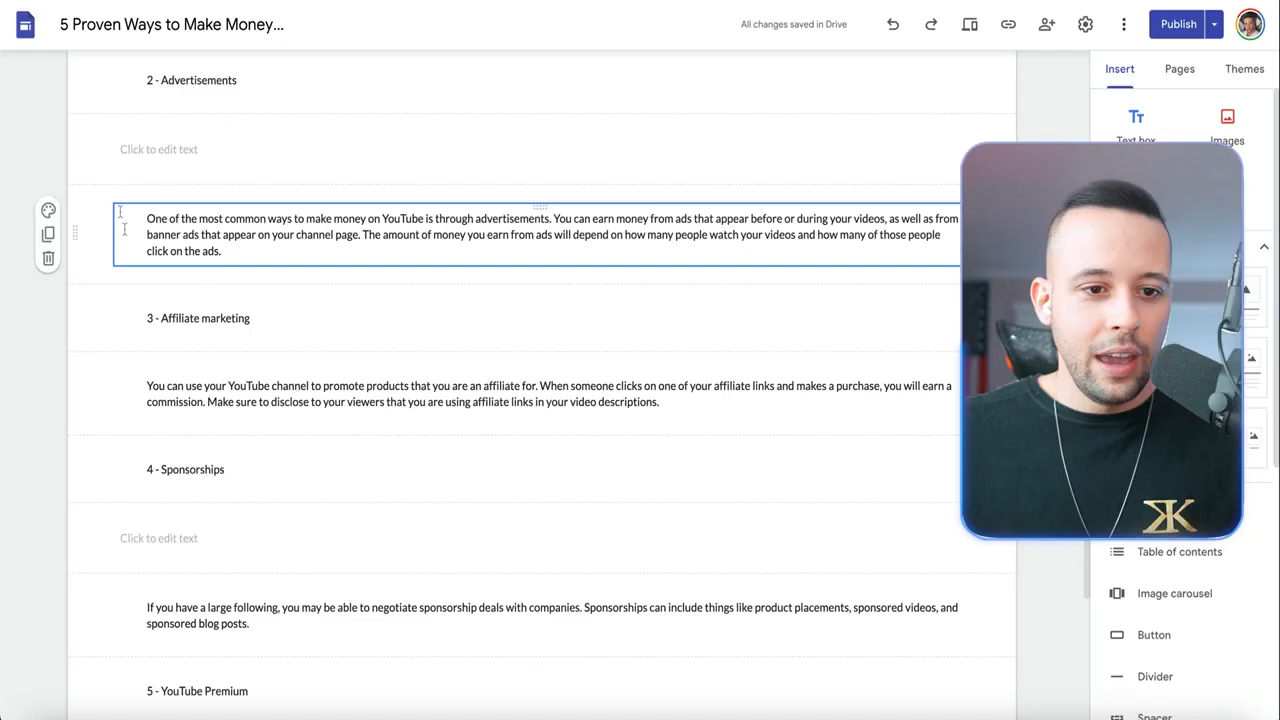 5 Proven Ways to Make Money...
All changes saved in Drive
Publish
Insert
Pages
Themes
Text box
Images
2 - Advertisements
Click to edit text
One of the most common ways to make money on YouTube is through advertisements. You can earn money from ads that appear before or during your videos, as well as from
banner ads that appear on your channel page. The amount of money you earn from ads will depend on how many people watch your videos and how many of those people
click on the ads.
3 - Affiliate marketing
You can use your YouTube channel to promote products that you are an affiliate for. When someone clicks on one of your affiliate links and makes a purchase, you will earn a
commission. Make sure to disclose to your viewers that you are using affiliate links in your video descriptions.
4 - Sponsorships
Click to edit text
If you have a large following, you may be able to negotiate sponsorship deals with companies. Sponsorships can include things like product placements, sponsored videos, and
sponsored blog posts.
5 - YouTube Premium
Table of contents
Image carousel
Button
Divider
Spacer